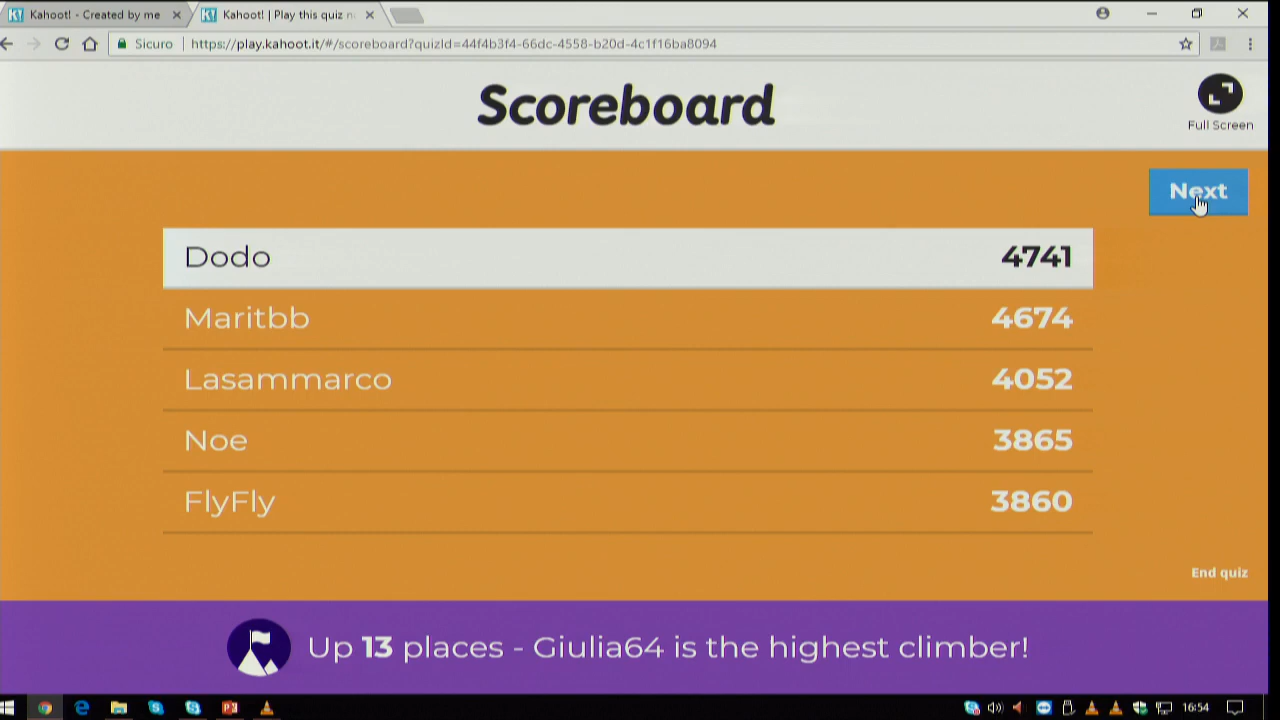 Kahoot! - Created by me
Kahoot! | Play this quiz n
Sicuro
https://play.kahoot.it/#/scoreboard?quizId=44f4b3f4-66dc-4558-b20d-4c1f16ba8094
Scoreboard
Full Screen
Next
Dodo 4741
Maritbb 4674
Lasammarco 4052
Noe 3865
FlyFly 3860
End quiz
Up 13 places - Giulia64 is the highest climber!
16:54